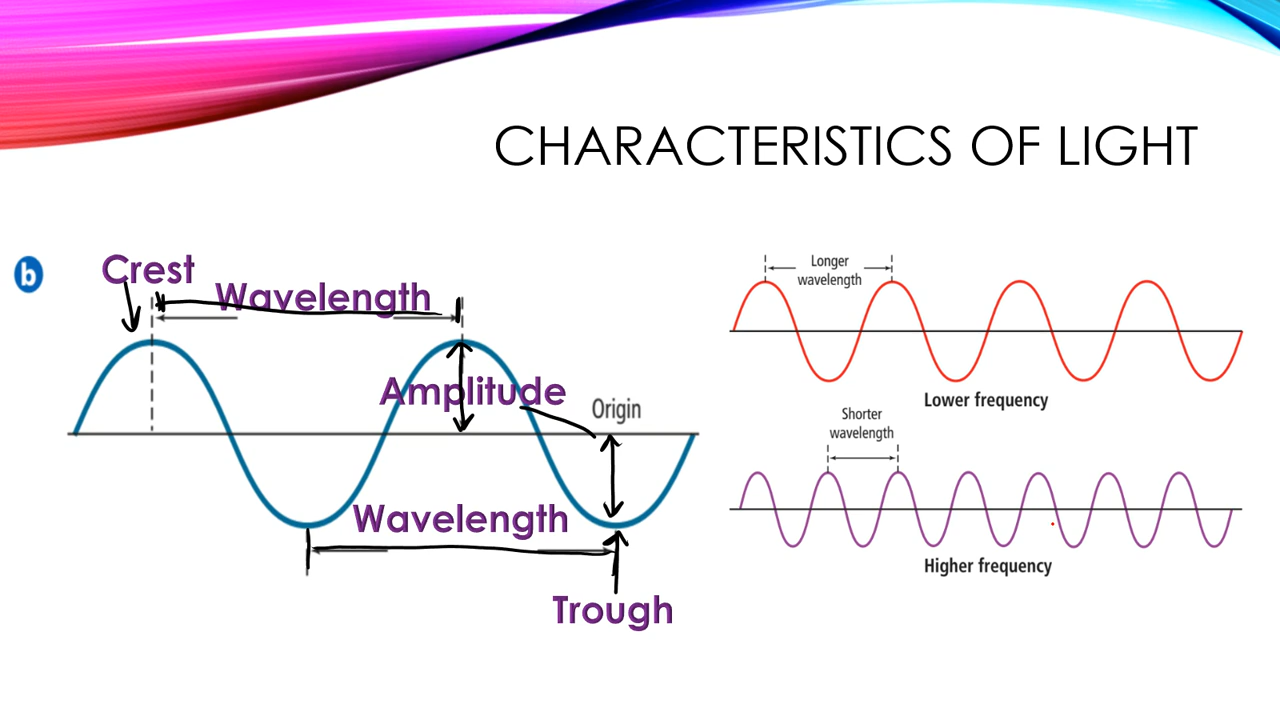 CHARACTERISTICS OF LIGHT
b
Crest
Wavelength
Amplitude
Origin
Wavelength
Trough
Longer
wavelength
Lower frequency
Shorter
wavelength
Higher frequency